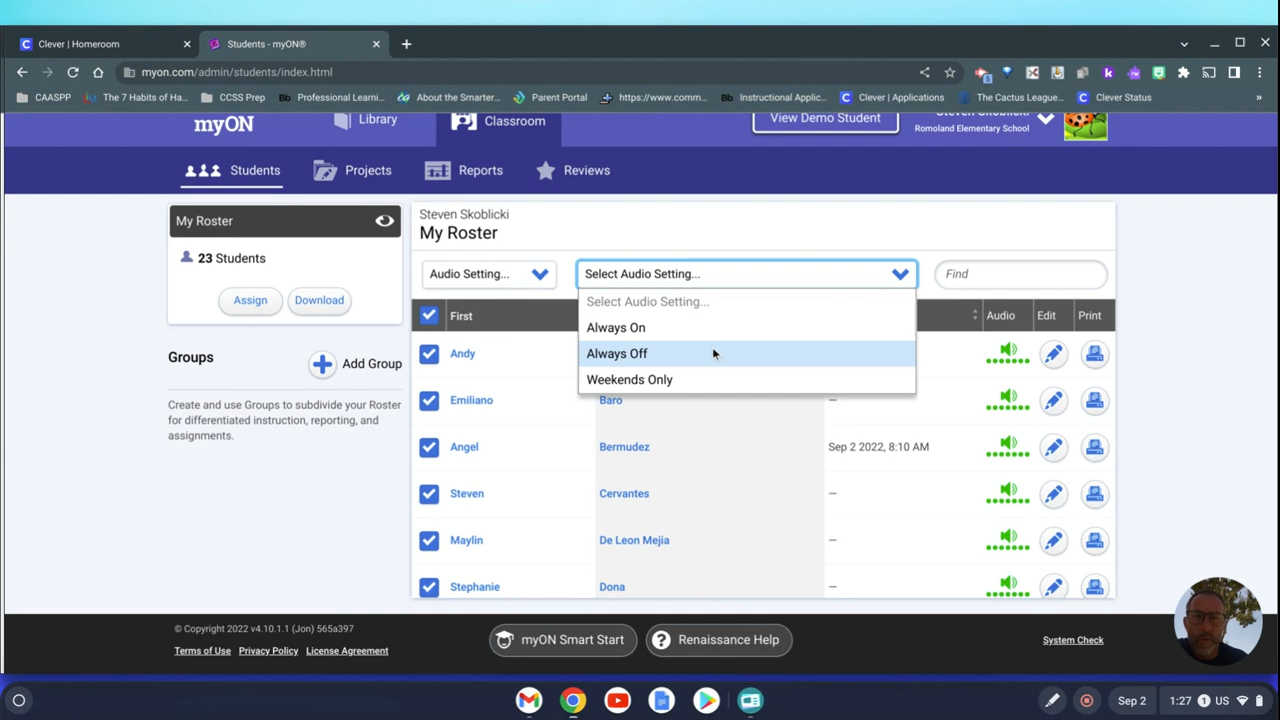 Clever | Homeroom
Students - myON®
myon.com/admin/students/index.html
CAASPP
The 7 Habits of Ha...
CCSS Prep
Professional Learni...
About the Smarter...
Parent Portal
https://www.comm...
Instructional Applic...
Clever | Applications
The Cactus League...
Clever Status
»
myON
Library
Classroom
View Demo Student
Steven Skoblicki
Romoland Elementary School
Students
Projects
Reports
Reviews
My Roster
23 Students
Assign
Download
Groups
Add Group
Create and use Groups to subdivide your Roster
for differentiated instruction, reporting, and
assignments.
Steven Skoblicki
My Roster
Audio Setting...
Select Audio Setting...
Find
Select Audio Setting...
Always On
Always Off
Weekends Only
First
Audio
Edit
Print
Andy
Emiliano Baro –
Angel Bermudez Sep 2 2022, 8:10 AM
Steven Cervantes –
Maylin De Leon Mejia –
Stephanie Dona –
© Copyright 2022 v4.10.1.1 (Jon) 565a397
Terms of Use Privacy Policy License Agreement
myON Smart Start
Renaissance Help
System Check
Sep 2
1:27
1
US